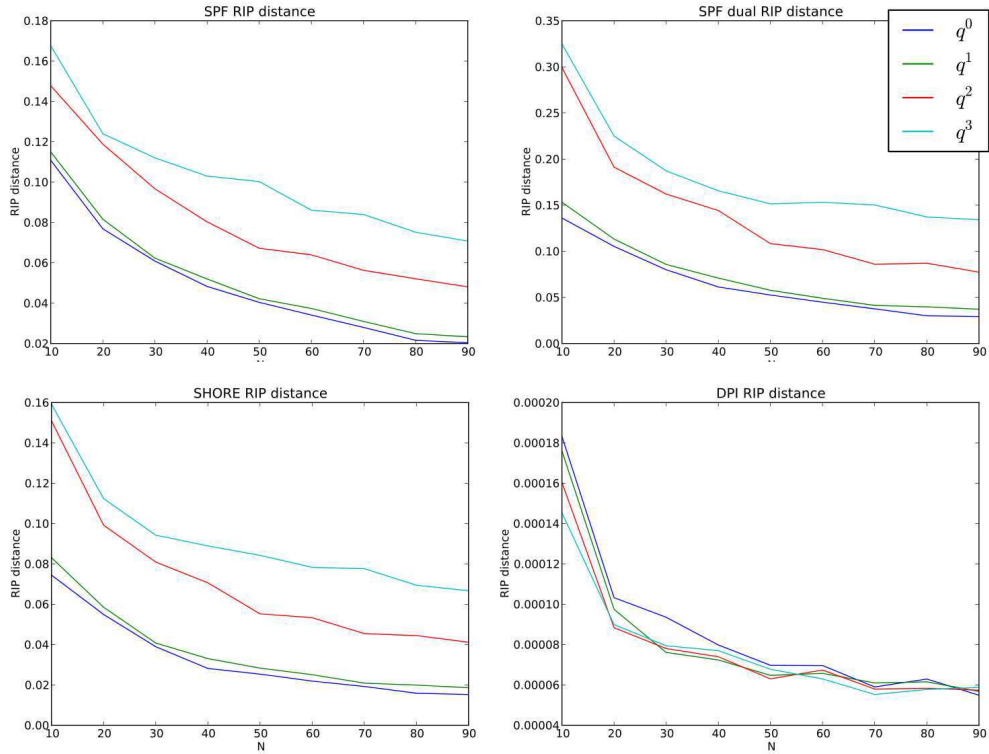 SPF RIP distance
0.18
0.16
0.14
0.12
0.10
0.08
0.06
0.04
0.02
RIP distance
10 20 30 40 50 60 70 80 90
N
SPF dual RIP distance
0.35
0.30
0.25
0.20
0.15
0.10
0.05
0.00
RIP distance
10 20 30 40 50 60 70 80 90
q^0
q^1
q^2
q^3
SHORE RIP distance
0.16
0.14
0.12
0.10
0.08
0.06
0.04
0.02
0.00
RIP distance
10 20 30 40 50 60 70 80 90
N
DPI RIP distance
0.00020
0.00018
0.00016
0.00014
0.00012
0.00010
0.00008
0.00006
0.00004
RIP distance
10 20 30 40 50 60 70 80 90
N